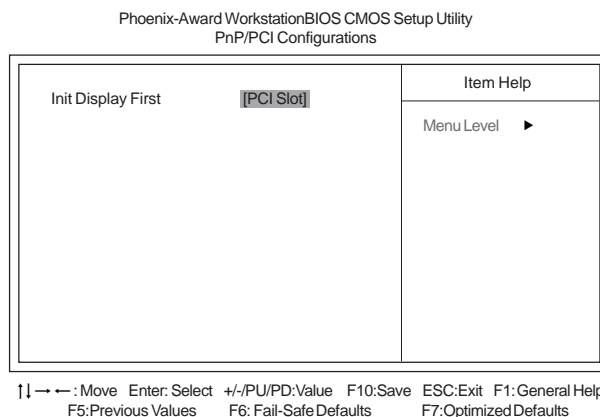 Phoenix-Award WorkstationBIOS CMOS Setup Utility
PnP/PCI Configurations
Init Display First [PCI Slot]
Item Help
Menu Level ►
↑↓→←: Move Enter: Select +/-/PU/PD:Value F10:Save ESC:Exit F1: General Help
F5:Previous Values F6: Fail-Safe Defaults F7:Optimized Defaults